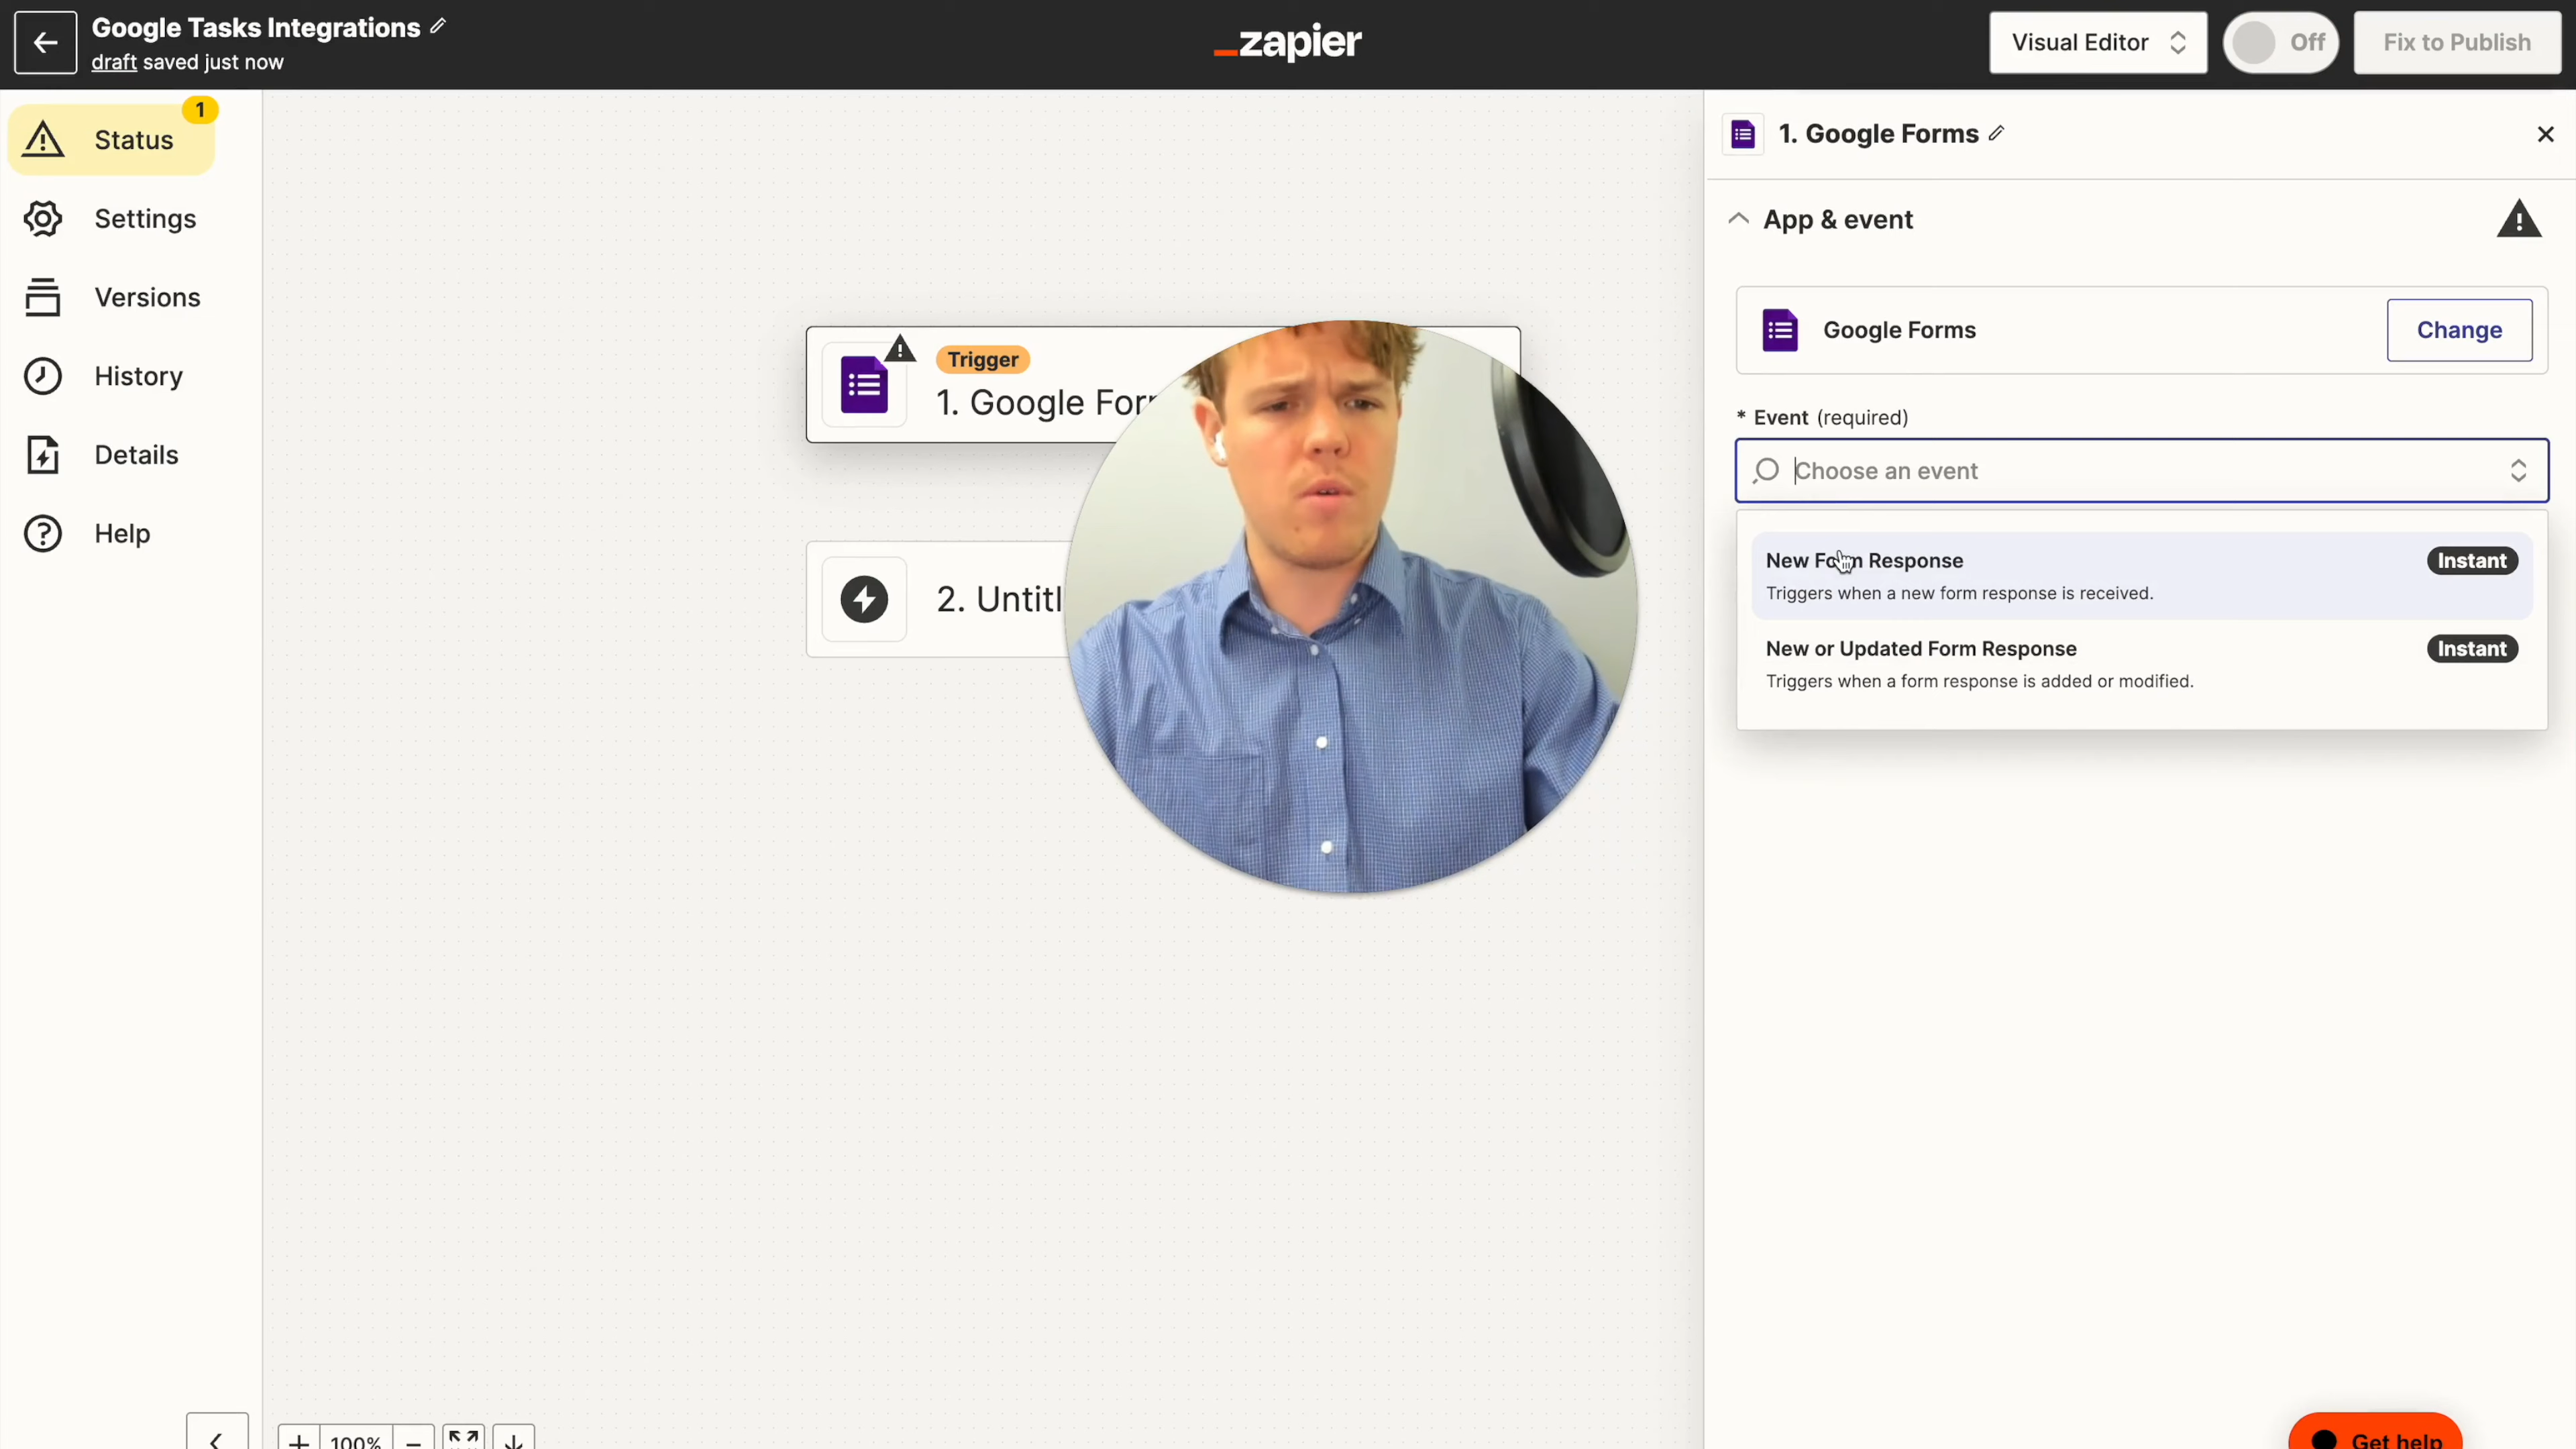 Google Tasks Integrations
draft saved just now
zapier
Visual Editor
Off
Fix to Publish
1
Status
Settings
Versions
History
Details
Help
Trigger
1. Google For
2. Untitl
100%
1. Google Forms
App & event
Google Forms
Change
* Event (required)
Choose an event
New Form Response
Instant
Triggers when a new form response is received.
New or Updated Form Response
Instant
Triggers when a form response is added or modified.
Get help